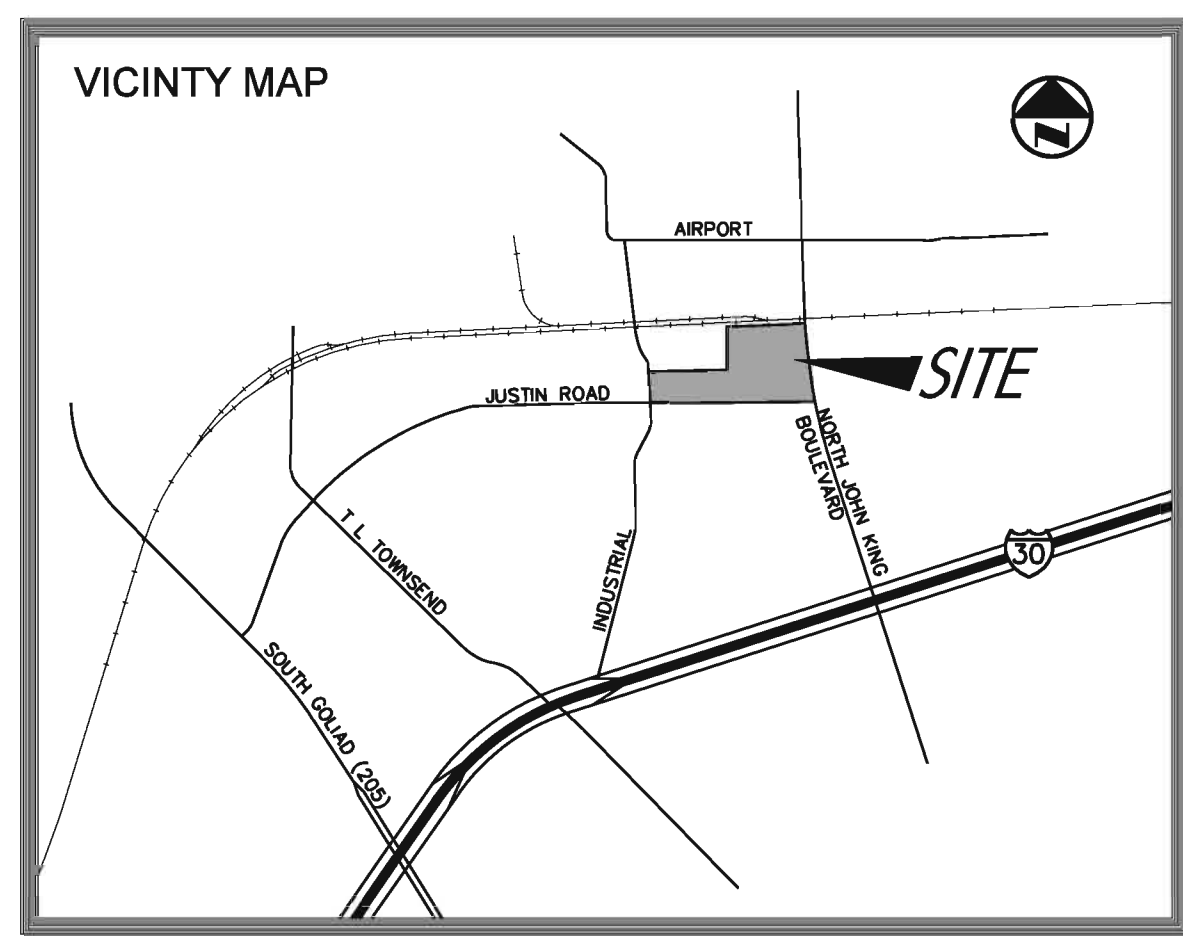 VICINTY MAP
N
AIRPORT
SITE
JUSTIN ROAD
NORTH JOHN KING
BOULEVARD
T L TOWNSEND
INDUSTRIAL
30
SOUTH GOLIAD (205)